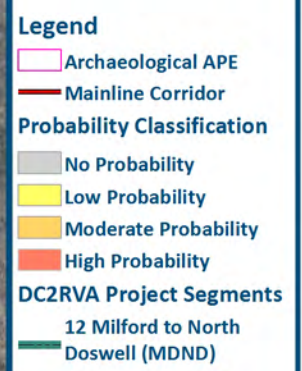 Legend
Archaeological APE
Mainline Corridor
Probability Classification
No Probability
Low Probability
Moderate Probability
High Probability
DC2RVA Project Segments
12 Milford to North
Doswell (MDND)